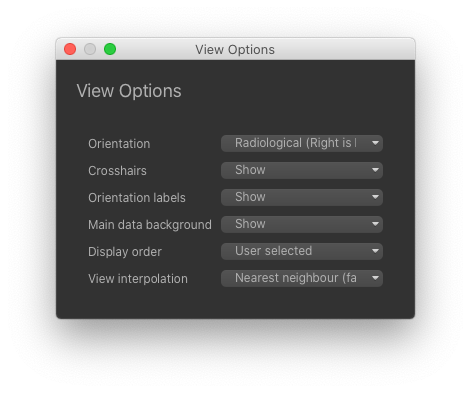 View Options
View Options
Orientation Radiological (Right is
Crosshairs Show
Orientation labels Show
Main data background Show
Display order User selected
View interpolation Nearest neighbour (fa